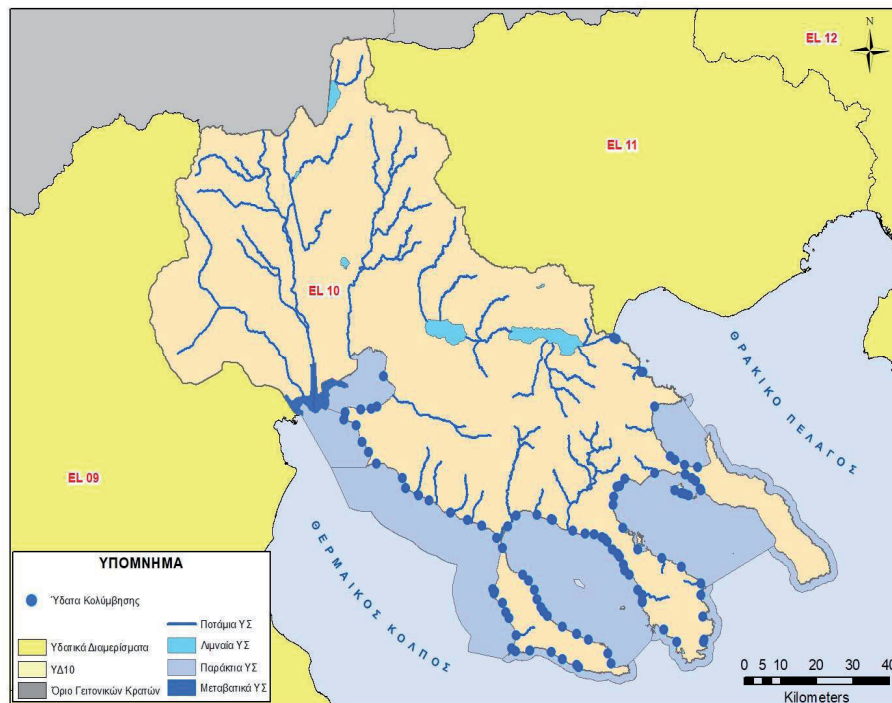 EL 12
N
EL 11
EL 10
ΘΡΑΚΙΚΟ ΠΕΛΑΓΟΣ
EL 09
ΘΕΡΜΑΙΚΟΣ ΚΟΛΠΟΣ
ΥΠΟΜΝΗΜΑ
Ύδατα Κολύμβησης
Υδατικά Διαμερίσματα
ΥΔ10
Όριο Γειτονικών Κρατών
Ποτάμια ΥΣ
Λιμναία ΥΣ
Παράκτια ΥΣ
Μεταβατικά ΥΣ
0 5 10 20 30 40
Kilometers